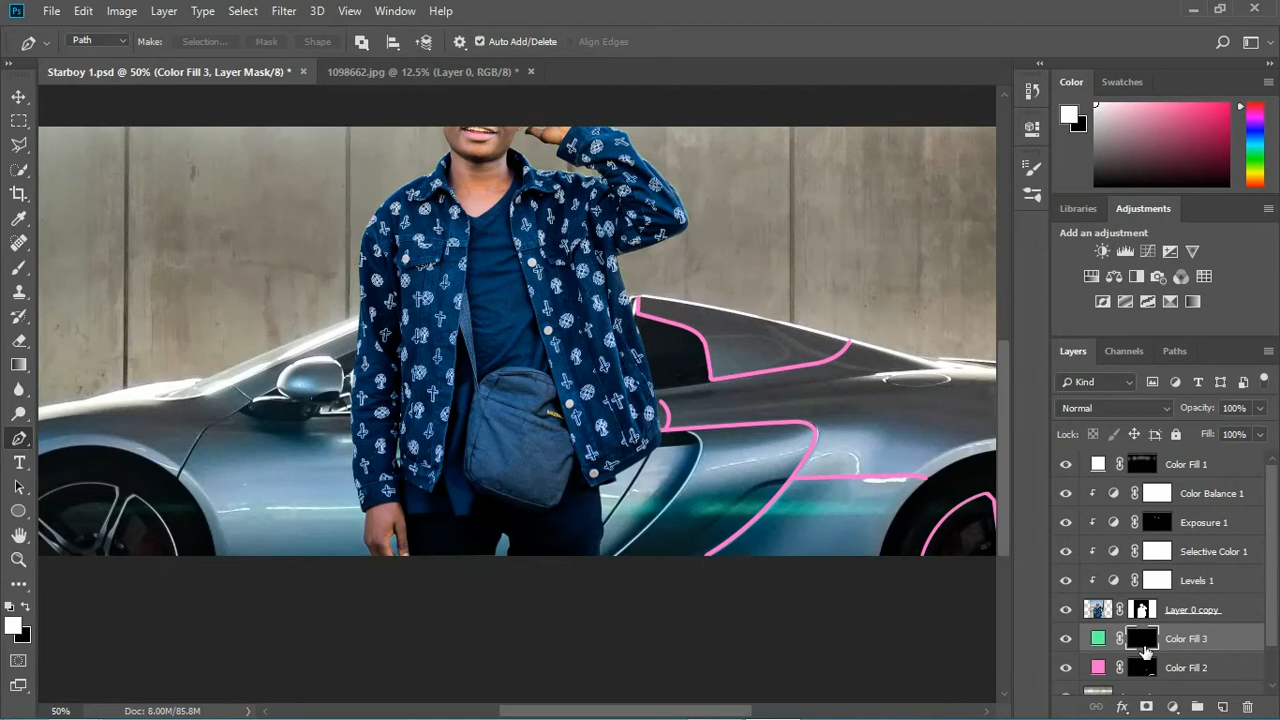 Ps File Edit Image Layer Type Select Filter 3D View Window Help
Path Make: Selection... Mask Shape Auto Add/Delete Align Edges
Starboy 1.psd @ 50% (Color Fill 3, Layer Mask/8) * × 1098662.jpg @ 12.5% (Layer 0, RGB/8) * ×
Color Swatches
Libraries Adjustments
Add an adjustment
Layers Channels Paths
Kind
Normal Opacity: 100%
Lock: Fill: 100%
Color Fill 1
Color Balance 1
Exposure 1
Selective Color 1
Levels 1
Layer 0 copy
Color Fill 3
Color Fill 2
50% Doc: 8.00M/85.8M